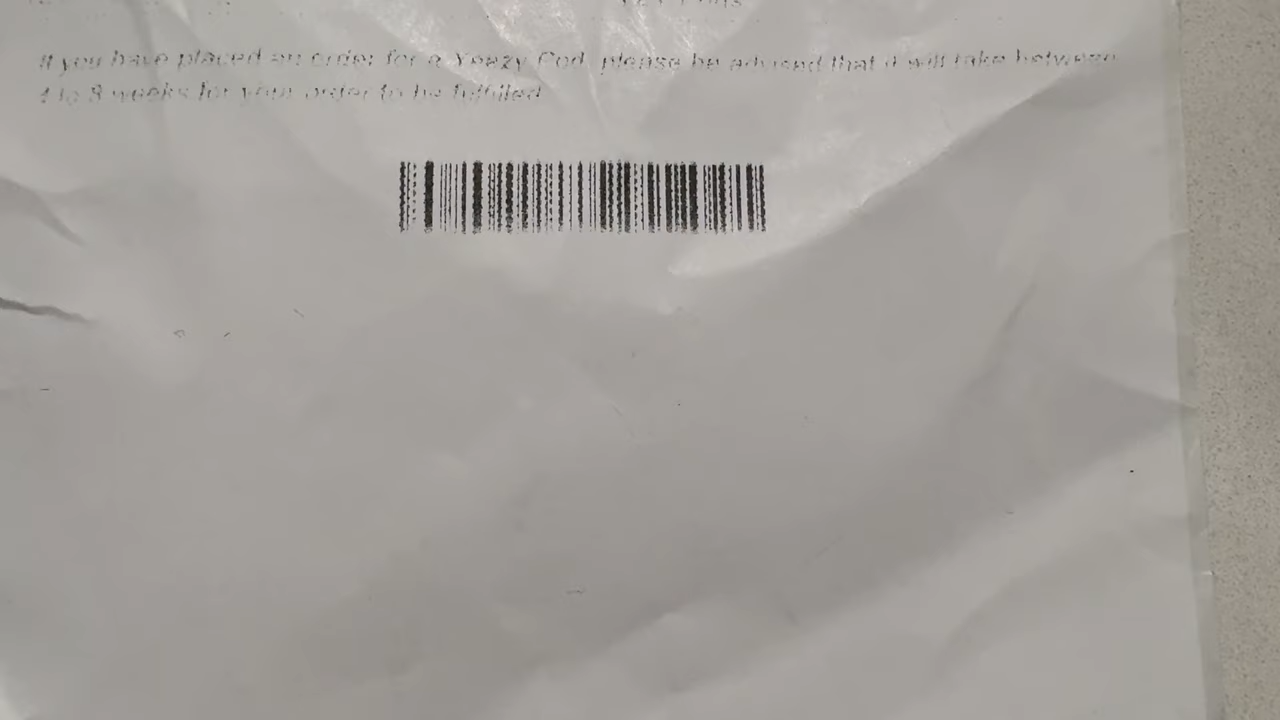 If you have placed an order for a Yeezy Pod, please be advised that it will take between
4 to 8 weeks for your order to be fulfilled